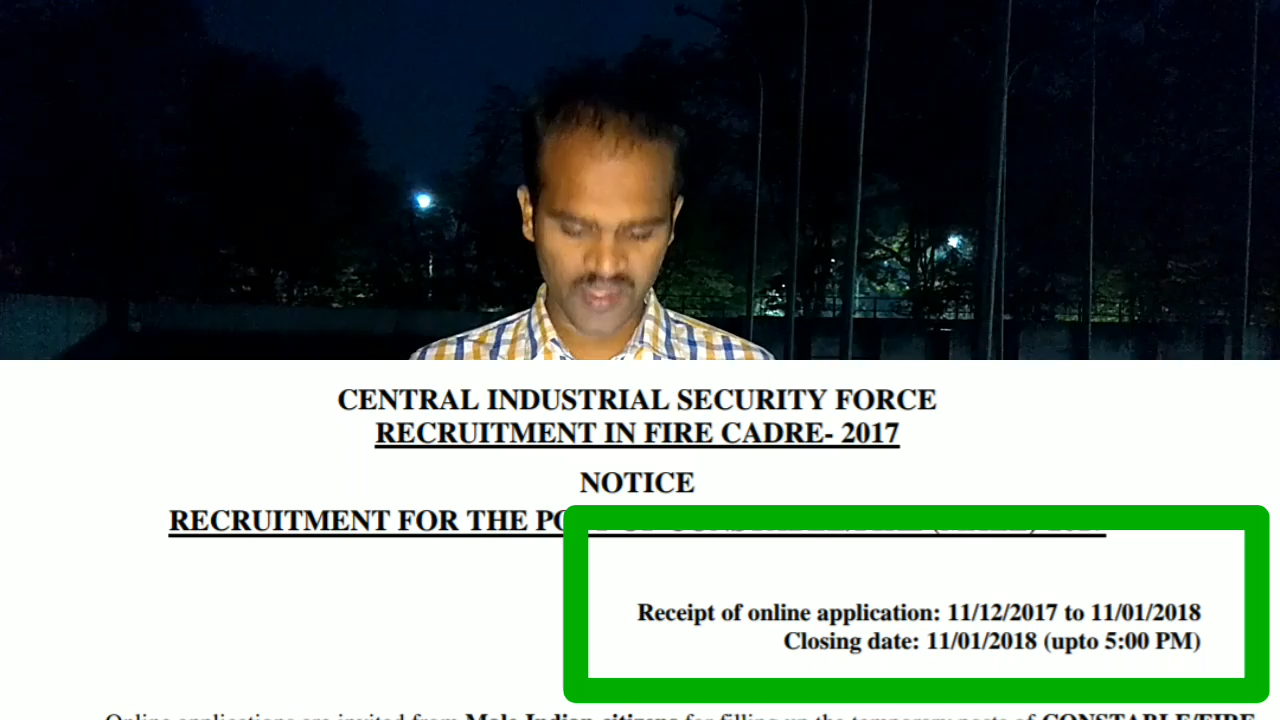 CENTRAL INDUSTRIAL SECURITY FORCE
RECRUITMENT IN FIRE CADRE- 2017
NOTICE
RECRUITMENT FOR THE
Receipt of online application: 11/12/2017 to 11/01/2018
Closing date: 11/01/2018 (upto 5:00 PM)
Online applications are invited from Male Indian citizens for filling up the temporary posts of CONSTABLE/FIRE